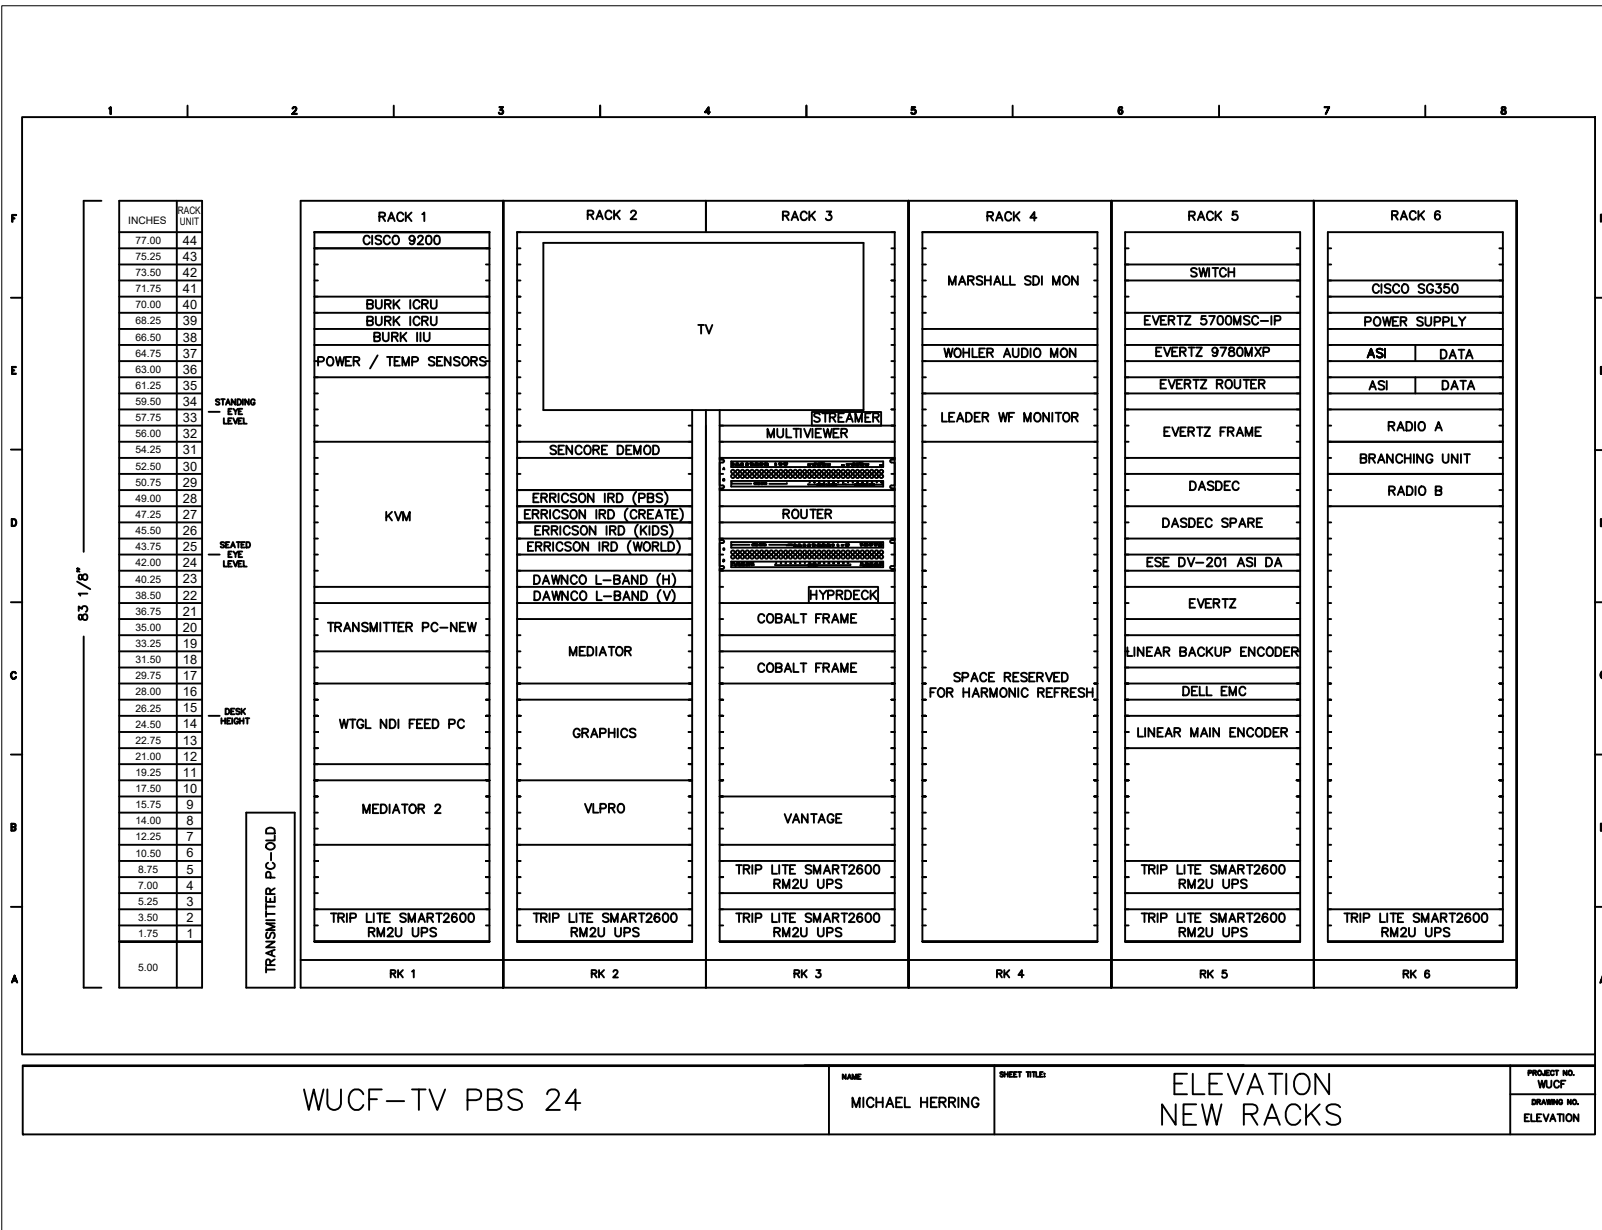 1 2 3 4 5 6 7 8
F
E
D
C
B
A
83 1/8"
INCHES RACK UNIT
77.00 44
75.25 43
73.50 42
71.75 41
70.00 40
68.25 39
66.50 38
64.75 37
63.00 36
61.25 35
59.50 34
57.75 33
56.00 32
54.25 31
52.50 30
50.75 29
49.00 28
47.25 27
45.50 26
43.75 25
42.00 24
40.25 23
38.50 22
36.75 21
35.00 20
33.25 19
31.50 18
29.75 17
28.00 16
26.25 15
24.50 14
22.75 13
21.00 12
19.25 11
17.50 10
15.75 9
14.00 8
12.25 7
10.50 6
8.75 5
7.00 4
5.25 3
3.50 2
1.75 1
5.00
STANDING
EYE
LEVEL
SEATED
EYE
LEVEL
DESK
HEIGHT
TRANSMITTER PC-OLD
RACK 1
CISCO 9200
BURK ICRU
BURK ICRU
BURK IIU
POWER / TEMP SENSORS
KVM
TRANSMITTER PC-NEW
WTGL NDI FEED PC
MEDIATOR 2
TRIP LITE SMART2600
RM2U UPS
RK 1
RACK 2
TV
SENCORE DEMOD
ERRICSON IRD (PBS)
ERRICSON IRD (CREATE)
ERRICSON IRD (KIDS)
ERRICSON IRD (WORLD)
DAWNCO L-BAND (H)
DAWNCO L-BAND (V)
MEDIATOR
GRAPHICS
VLPRO
TRIP LITE SMART2600
RM2U UPS
RK 2
RACK 3
STREAMER
MULTIVIEWER
ROUTER
HYPRDECK
COBALT FRAME
COBALT FRAME
VANTAGE
TRIP LITE SMART2600
RM2U UPS
TRIP LITE SMART2600
RM2U UPS
RK 3
RACK 4
MARSHALL SDI MON
WOHLER AUDIO MON
LEADER WF MONITOR
SPACE RESERVED
FOR HARMONIC REFRESH
RK 4
RACK 5
SWITCH
EVERTZ 5700MSC-IP
EVERTZ 9780MXP
EVERTZ ROUTER
EVERTZ FRAME
DASDEC
DASDEC SPARE
ESE DV-201 ASI DA
EVERTZ
LINEAR BACKUP ENCODER
DELL EMC
LINEAR MAIN ENCODER
TRIP LITE SMART2600
RM2U UPS
TRIP LITE SMART2600
RM2U UPS
RK 5
RACK 6
CISCO SG350
POWER SUPPLY
ASI DATA
ASI DATA
RADIO A
BRANCHING UNIT
RADIO B
TRIP LITE SMART2600
RM2U UPS
RK 6
WUCF-TV PBS 24
NAME
MICHAEL HERRING
SHEET TITLE:
ELEVATION
NEW RACKS
PROJECT NO.
WUCF
DRAWING NO.
ELEVATION